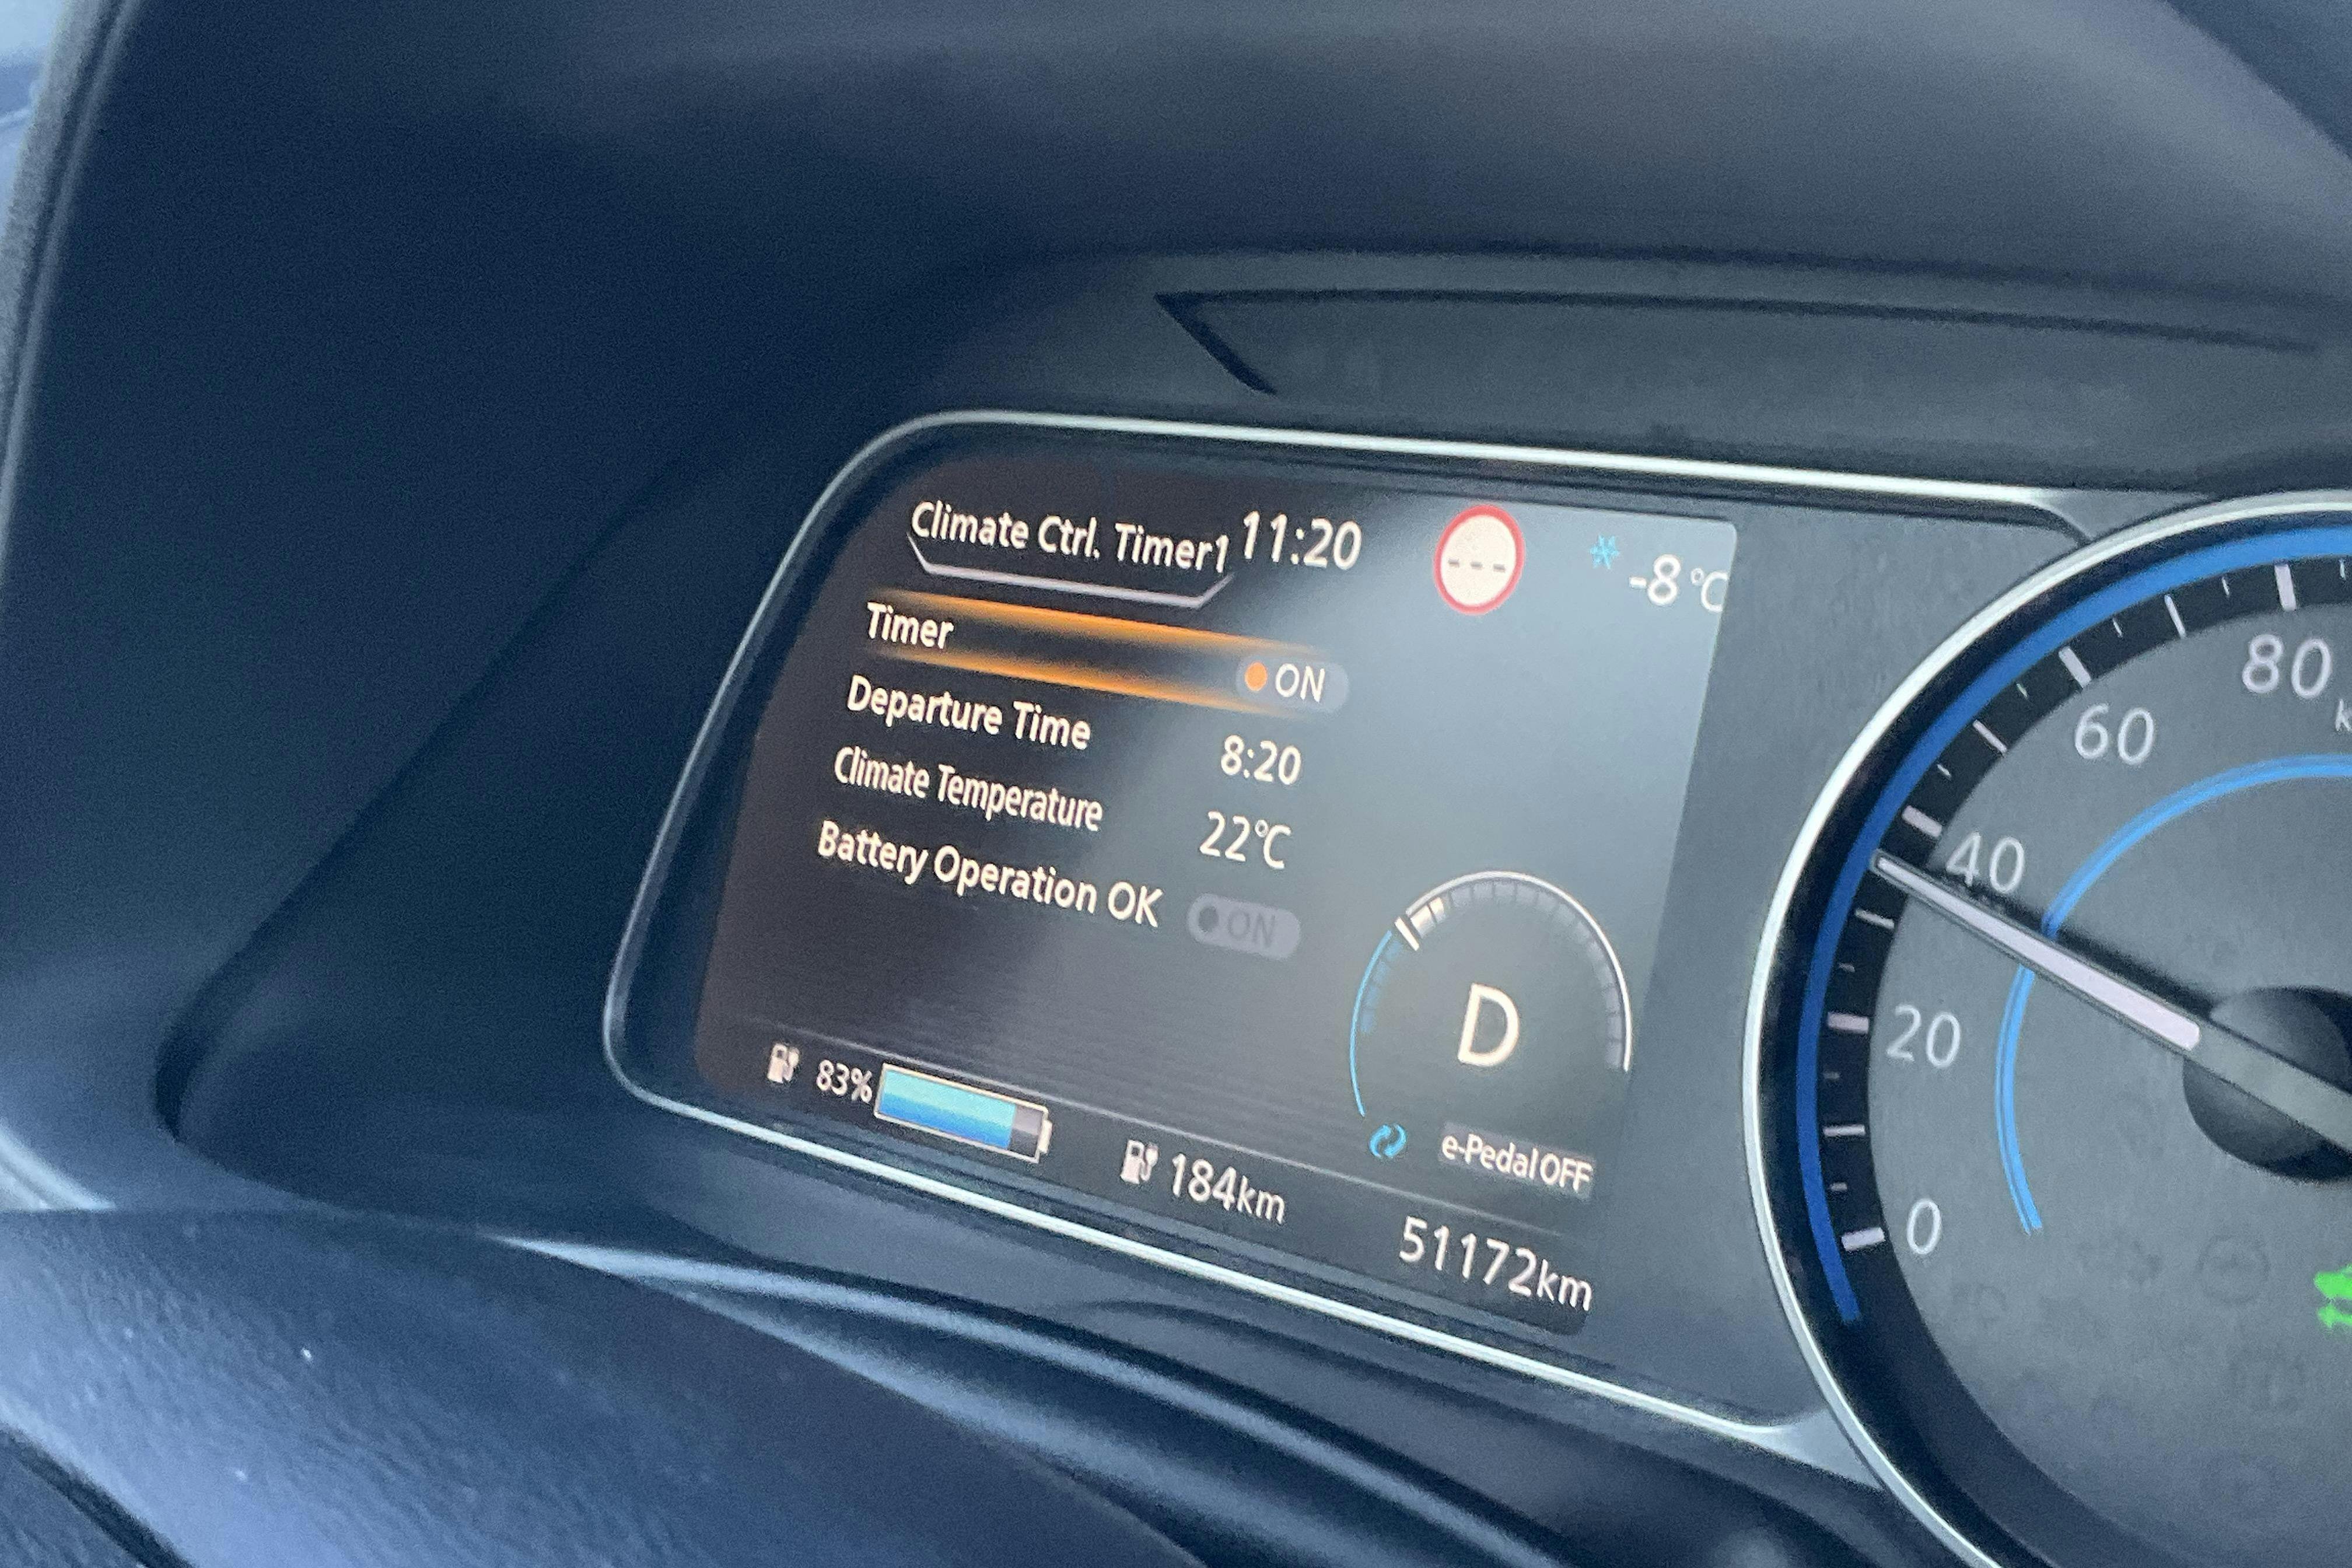 Climate Ctrl. Timer1 11:20 --- -8°C
Timer ON
Departure Time 8:20
Climate Temperature 22°C
Battery Operation OK ON
D
83% 184km
e-Pedal OFF
51172km
80
60
40
20
0